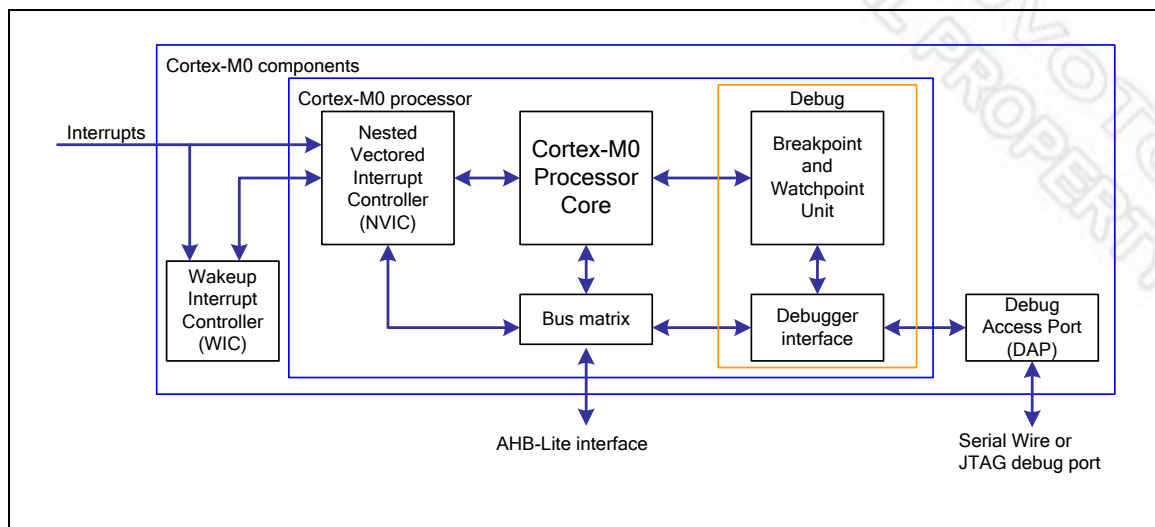 Cortex-M0 components
Cortex-M0 processor
Debug
Interrupts
Nested
Vectored
Interrupt
Controller
(NVIC)
Cortex-M0
Processor
Core
Breakpoint
and
Watchpoint
Unit
Wakeup
Interrupt
Controller
(WIC)
Bus matrix
Debugger
interface
Debug
Access Port
(DAP)
AHB-Lite interface
Serial Wire or
JTAG debug port